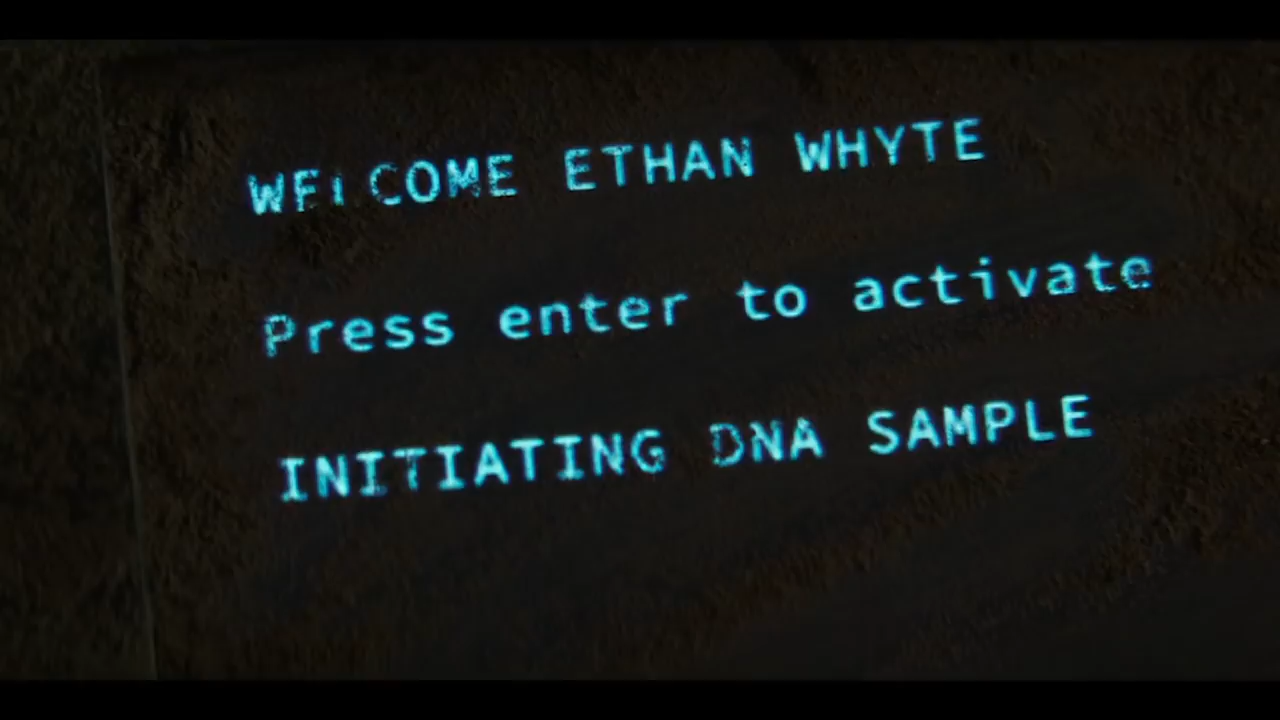 WELCOME ETHAN WHYTE
Press enter to activate
INITIATING DNA SAMPLE